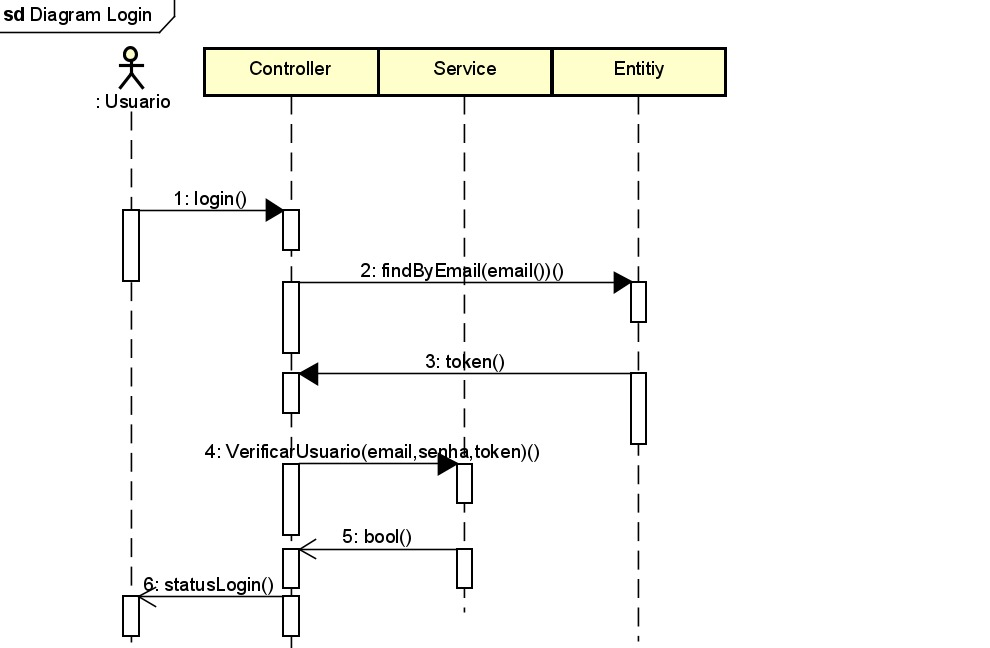 sd Diagram Login
: Usuario
Controller
Service
Entitiy
1: login()
2: findByEmail(email())()
3: token()
4: VerificarUsuario(email,senha,token)()
5: bool()
6: statusLogin()